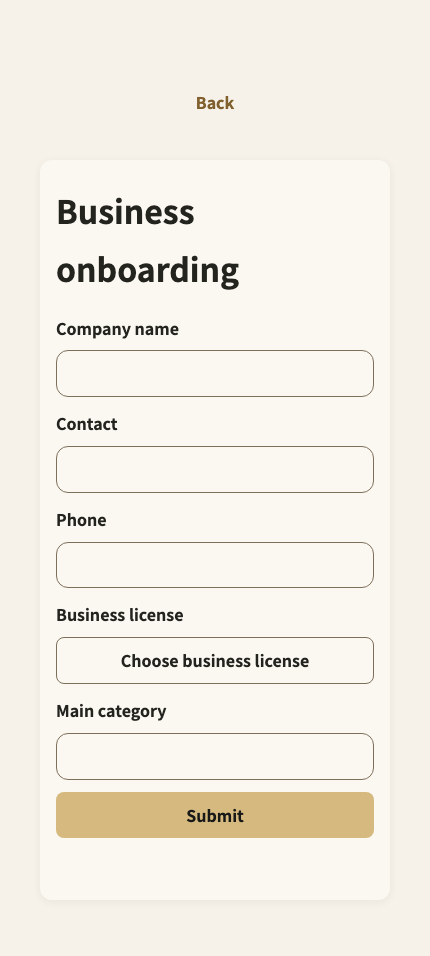 Back
Business
onboarding
Company name
Contact
Phone
Business license
Choose business license
Main category
Submit